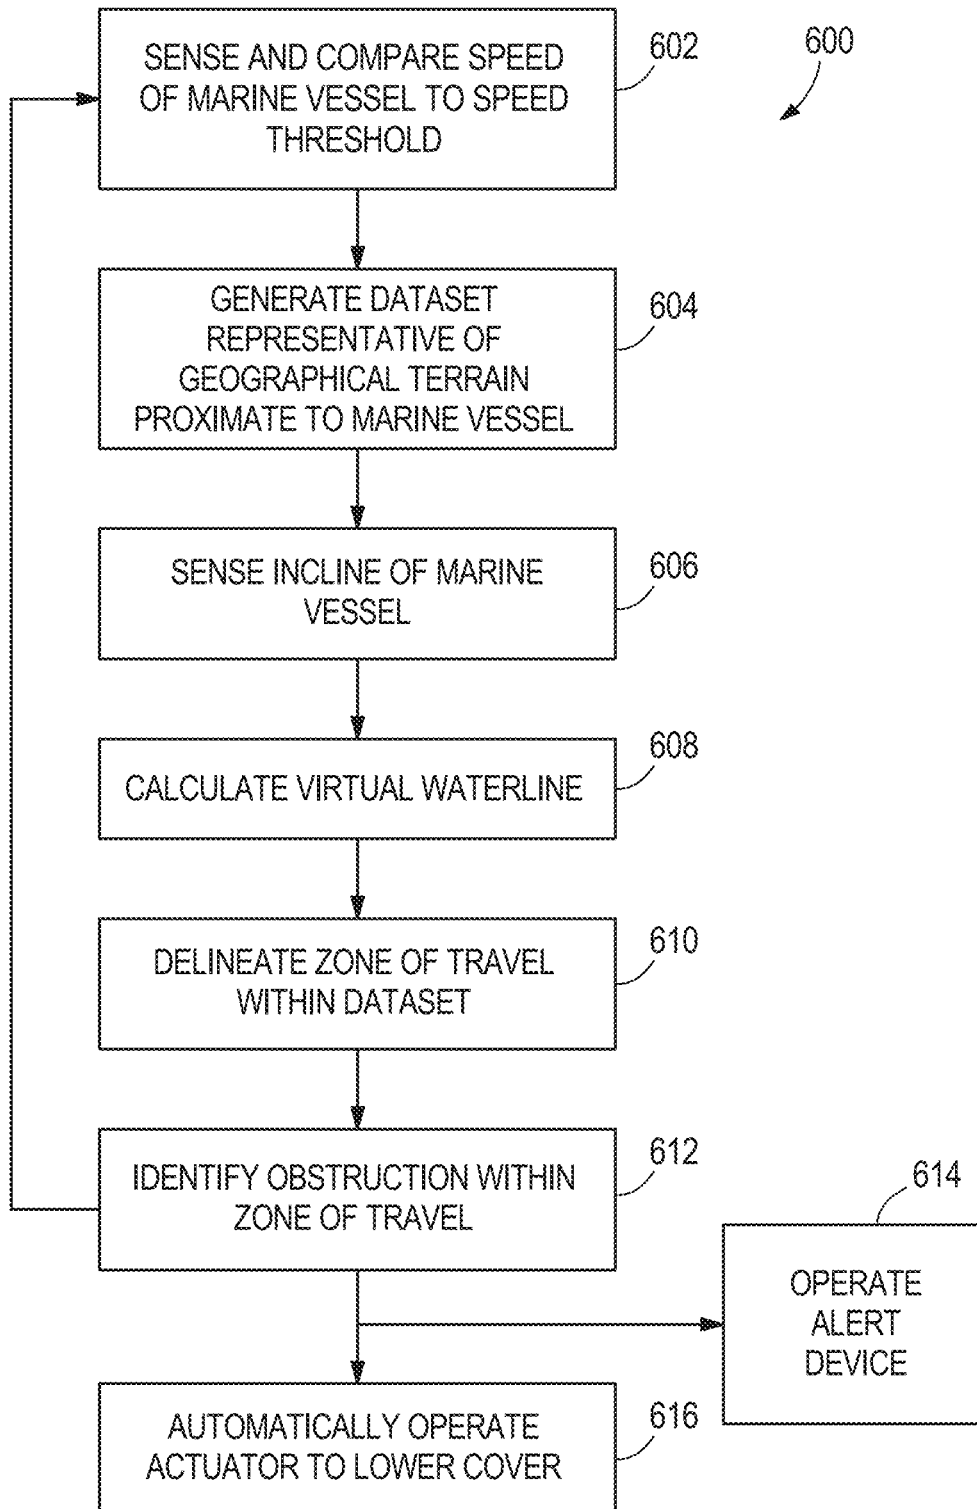 SENSE AND COMPARE SPEED
OF MARINE VESSEL TO SPEED
THRESHOLD
602
600
GENERATE DATASET
REPRESENTATIVE OF
GEOGRAPHICAL TERRAIN
PROXIMATE TO MARINE VESSEL
604
SENSE INCLINE OF MARINE
VESSEL
606
CALCULATE VIRTUAL WATERLINE
608
DELINEATE ZONE OF TRAVEL
WITHIN DATASET
610
IDENTIFY OBSTRUCTION WITHIN
ZONE OF TRAVEL
612
614
OPERATE
ALERT
DEVICE
AUTOMATICALLY OPERATE
ACTUATOR TO LOWER COVER
616